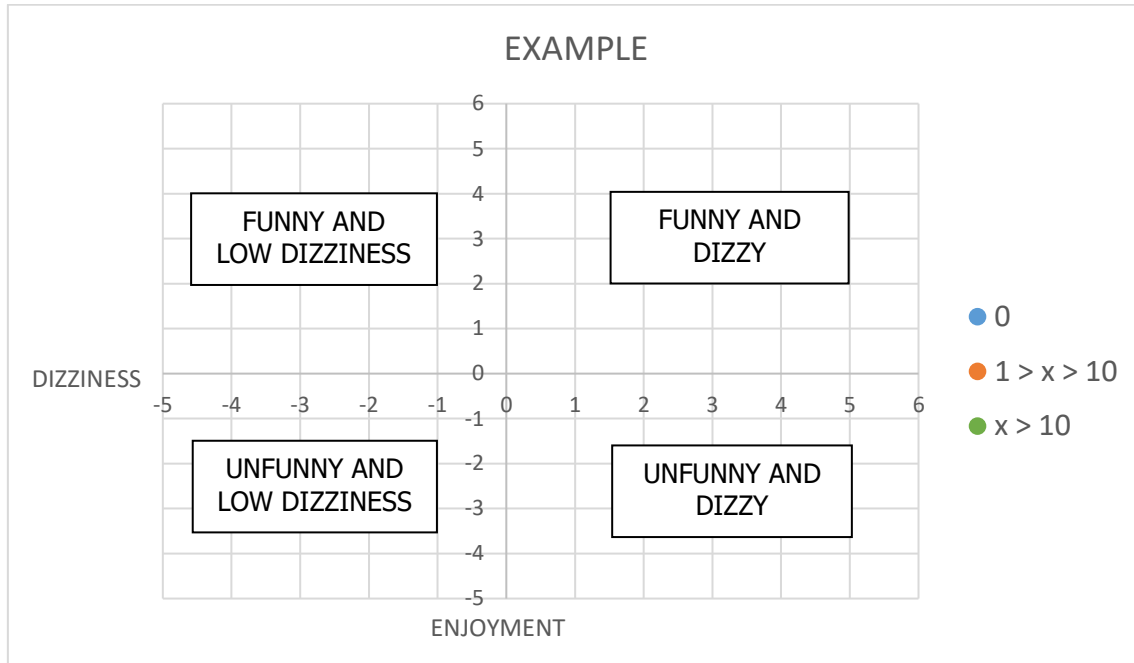 EXAMPLE
6
5
4
3
2
1
0
-1
-2
-3
-4
-5
FUNNY AND
LOW DIZZINESS
FUNNY AND
DIZZY
DIZZINESS
-5 -4 -3 -2 -1 0 1 2 3 4 5 6
UNFUNNY AND
LOW DIZZINESS
UNFUNNY AND
DIZZY
ENJOYMENT
0
1 > x > 10
x > 10